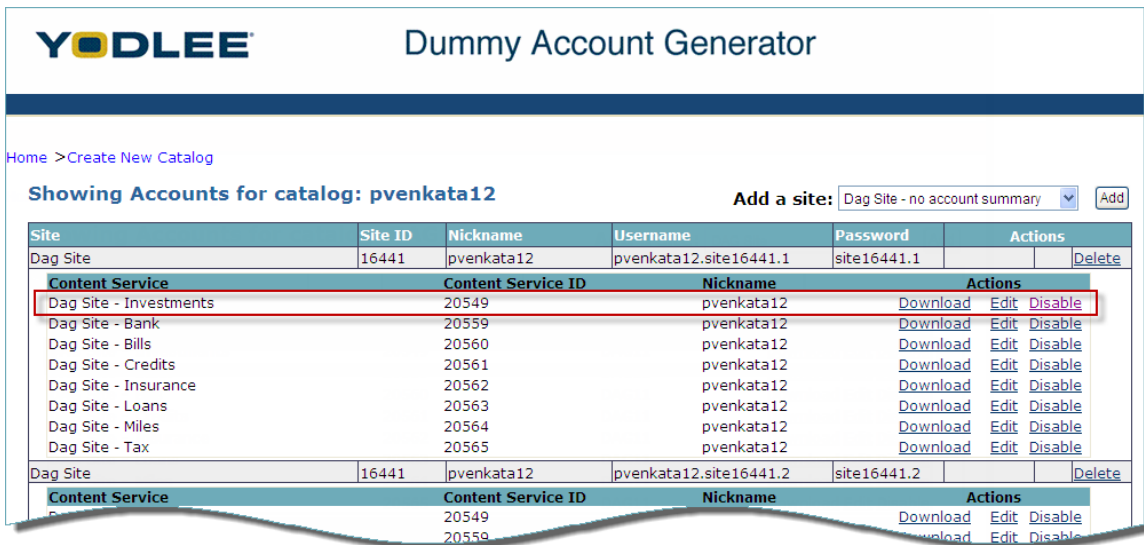 YODLEE Dummy Account Generator
Home >Create New Catalog
Showing Accounts for catalog: pvenkata12 Add a site: Dag Site - no account summary Add
Site Site ID Nickname Username Password Actions
Dag Site 16441 pvenkata12 pvenkata12.site16441.1 site16441.1 Delete
Content Service Content Service ID Nickname Actions
Dag Site - Investments 20549 pvenkata12 Download Edit Disable
Dag Site - Bank 20559 pvenkata12 Download Edit Disable
Dag Site - Bills 20560 pvenkata12 Download Edit Disable
Dag Site - Credits 20561 pvenkata12 Download Edit Disable
Dag Site - Insurance 20562 pvenkata12 Download Edit Disable
Dag Site - Loans 20563 pvenkata12 Download Edit Disable
Dag Site - Miles 20564 pvenkata12 Download Edit Disable
Dag Site - Tax 20565 pvenkata12 Download Edit Disable
Dag Site 16441 pvenkata12 pvenkata12.site16441.2 site16441.2 Delete
Content Service Content Service ID Nickname Actions
20549 Download Edit Disable
20559 Edit Disable